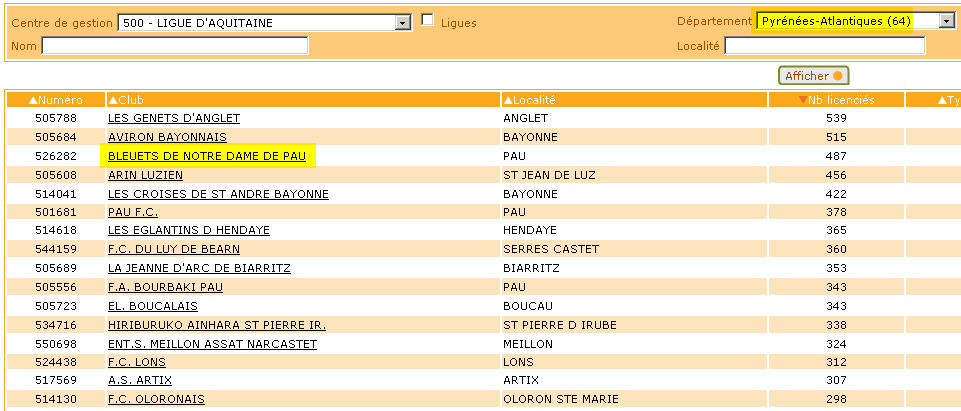 Centre de gestion 500 - LIGUE D'AQUITAINE Ligues Département Pyrénées-Atlantiques (64)
Nom Localité
Afficher
▲Numéro ▲Club ▲Localité ▼Nb licenciés ▲Ty
505788 LES GENETS D'ANGLET ANGLET 539
505684 AVIRON BAYONNAIS BAYONNE 515
526282 BLEUETS DE NOTRE DAME DE PAU PAU 487
505608 ARIN LUZIEN ST JEAN DE LUZ 456
514041 LES CROISES DE ST ANDRE BAYONNE BAYONNE 422
501681 PAU F.C. PAU 378
514618 LES EGLANTINS D HENDAYE HENDAYE 365
544159 F.C. DU LUY DE BEARN SERRES CASTET 360
505689 LA JEANNE D'ARC DE BIARRITZ BIARRITZ 353
505556 F.A. BOURBAKI PAU PAU 343
505723 EL. BOUCALAIS BOUCAU 343
534716 HIRIBURUKO AINHARA ST PIERRE IR. ST PIERRE D IRUBE 338
550698 ENT.S. MEILLON ASSAT NARCASTET MEILLON 324
524438 F.C. LONS LONS 312
517569 A.S. ARTIX ARTIX 307
514130 F.C. OLORONAIS OLORON STE MARIE 298